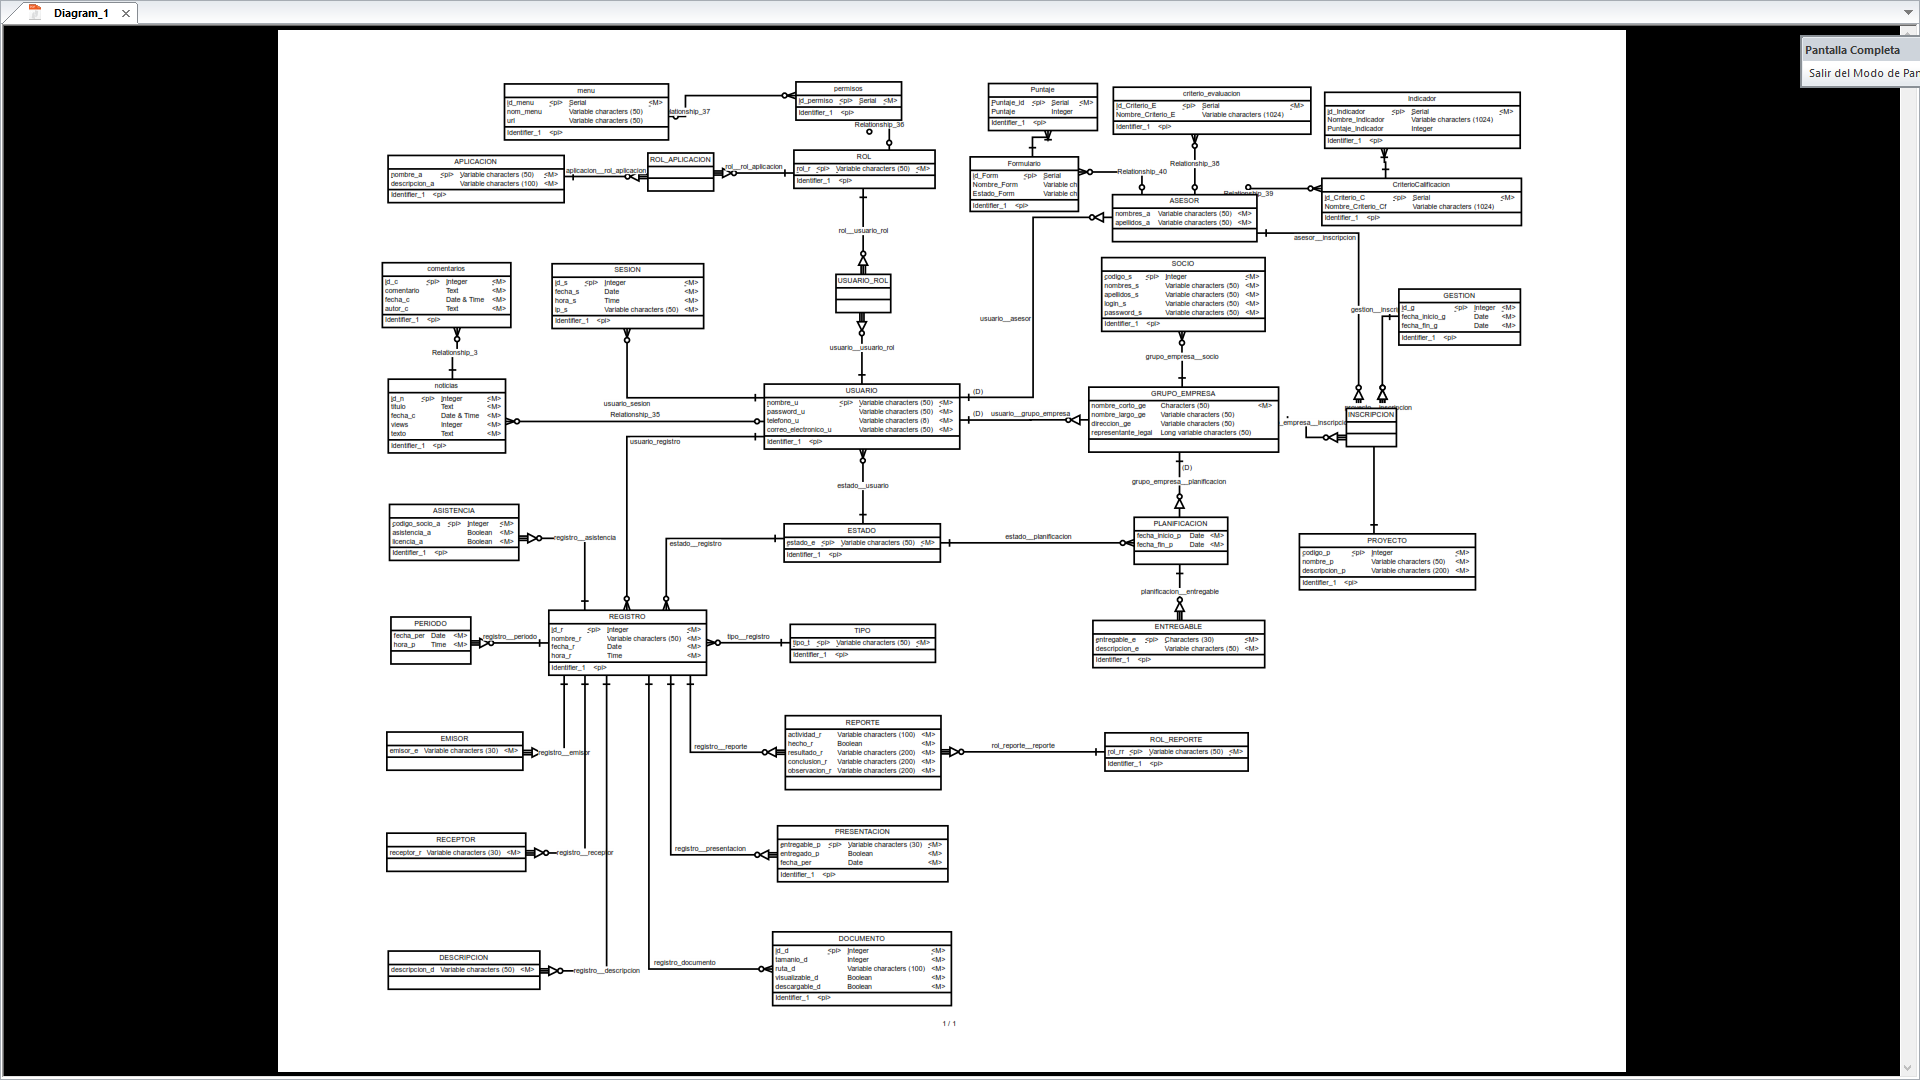 Diagram_1
Pantalla Completa
Salir del Modo de Pan
menu
id_menu <pi> Serial <M>
nom_menu Variable characters (50)
url Variable characters (50)
Identifier_1 <pi>
Relationship_37
permisos
id_permiso <pi> Serial <M>
Identifier_1 <pi>
Relationship_36
Puntaje
Puntaje_id <pi> Serial <M>
Puntaje Integer
Identifier_1 <pi>
criterio_evaluacion
id_Criterio_E <pi> Serial <M>
Nombre_Criterio_E Variable characters (1024)
Identifier_1 <pi>
Indicador
id_Indicador <pi> Serial <M>
Nombre_Indicador Variable characters (1024)
Puntaje_indicador Integer
Identifier_1 <pi>
APLICACION
nombre_a <pi> Variable characters (50) <M>
descripcion_a Variable characters (100) <M>
Identifier_1 <pi>
aplicacion__rol_aplicacion
ROL_APLICACION
rol__rol_aplicacion
ROL
rol_r <pi> Variable characters (50) <M>
Identifier_1 <pi>
Formulario
id_Form <pi> Serial
Nombre_Form Variable ch
Estado_Form Variable ch
Identifier_1 <pi>
Relationship_40
Relationship_38
Relationship_39
ASESOR
nombres_a Variable characters (50) <M>
apellidos_a Variable characters (50) <M>
CriterioCalificacion
id_Criterio_C <pi> Serial <M>
Nombre_Criterio_Cf Variable characters (1024)
Identifier_1 <pi>
rol__usuario_rol
asesor__inscripcion
comentarios
id_c <pi> Integer <M>
comentario Text <M>
fecha_c Date & Time <M>
autor_c Text <M>
Identifier_1 <pi>
SESION
id_s <pi> Integer <M>
fecha_s Date <M>
hora_s Time <M>
ip_s Variable characters (50) <M>
Identifier_1 <pi>
USUARIO_ROL
SOCIO
codigo_s <pi> Integer <M>
nombres_s Variable characters (50) <M>
apellidos_s Variable characters (50) <M>
login_s Variable characters (50) <M>
password_s Variable characters (50) <M>
Identifier_1 <pi>
GESTION
id_g <pi> Integer <M>
fecha_inicio_g Date <M>
fecha_fin_g Date <M>
Identifier_1 <pi>
gestion__inscri
usuario__asesor
Relationship_3
usuario__usuario_rol
grupo_empresa__socio
noticias
id_n <pi> Integer <M>
titulo Text <M>
fecha_c Date & Time <M>
views Integer <M>
texto Text <M>
Identifier_1 <pi>
usuario_sesion
Relationship_35
usuario_registro
USUARIO
nombre_u <pi> Variable characters (50) <M>
password_u Variable characters (50) <M>
telefono_u Variable characters (8) <M>
correo_electronico_u Variable characters (50) <M>
Identifier_1 <pi>
(D)
(D) usuario__grupo_empresa
GRUPO_EMPRESA
nombre_corto_ge Characters (50) <M>
nombre_largo_ge Variable characters (50)
direccion_ge Variable characters (50)
representante_legal Long variable characters (50)
_empresa__inscripcio
INSCRIPCION
estado__usuario
(D)
grupo_empresa__planificacion
ASISTENCIA
codigo_socio_a <pi> Integer <M>
asistencia_a Boolean <M>
licencia_a Boolean <M>
Identifier_1 <pi>
registro__asistencia
estado__registro
ESTADO
estado_e <pi> Variable characters (50) <M>
Identifier_1 <pi>
estado__planificacion
PLANIFICACION
fecha_inicio_p Date <M>
fecha_fin_p Date <M>
PROYECTO
codigo_p <pi> Integer <M>
nombre_p Variable characters (50) <M>
descripcion_p Variable characters (200) <M>
Identifier_1 <pi>
planificacion__entregable
PERIODO
fecha_per Date <M>
hora_p Time <M>
registro__periodo
REGISTRO
id_r <pi> Integer <M>
nombre_r Variable characters (50) <M>
fecha_r Date <M>
hora_r Time <M>
Identifier_1 <pi>
tipo__registro
TIPO
tipo_t <pi> Variable characters (50) <M>
Identifier_1 <pi>
ENTREGABLE
entregable_e <pi> Characters (30) <M>
descripcion_e Variable characters (50) <M>
Identifier_1 <pi>
EMISOR
emisor_e Variable characters (30) <M>
registro__emisor
registro__reporte
REPORTE
actividad_r Variable characters (100) <M>
hecho_r Boolean <M>
resultado_r Variable characters (200) <M>
conclusion_r Variable characters (200) <M>
observacion_r Variable characters (200) <M>
rol_reporte__reporte
ROL_REPORTE
rol_rr <pi> Variable characters (50) <M>
Identifier_1 <pi>
RECEPTOR
receptor_r Variable characters (30) <M>
registro__receptor
registro__presentacion
PRESENTACION
entregable_p <pi> Variable characters (30) <M>
entregado_p Boolean <M>
fecha_per Date <M>
Identifier_1 <pi>
DESCRIPCION
descripcion_d Variable characters (50) <M>
registro__descripcion
registro_documento
DOCUMENTO
id_d <pi> Integer <M>
tamanio_d Integer <M>
ruta_d Variable characters (100) <M>
visualizable_d Boolean <M>
descargable_d Boolean <M>
Identifier_1 <pi>
1 / 1